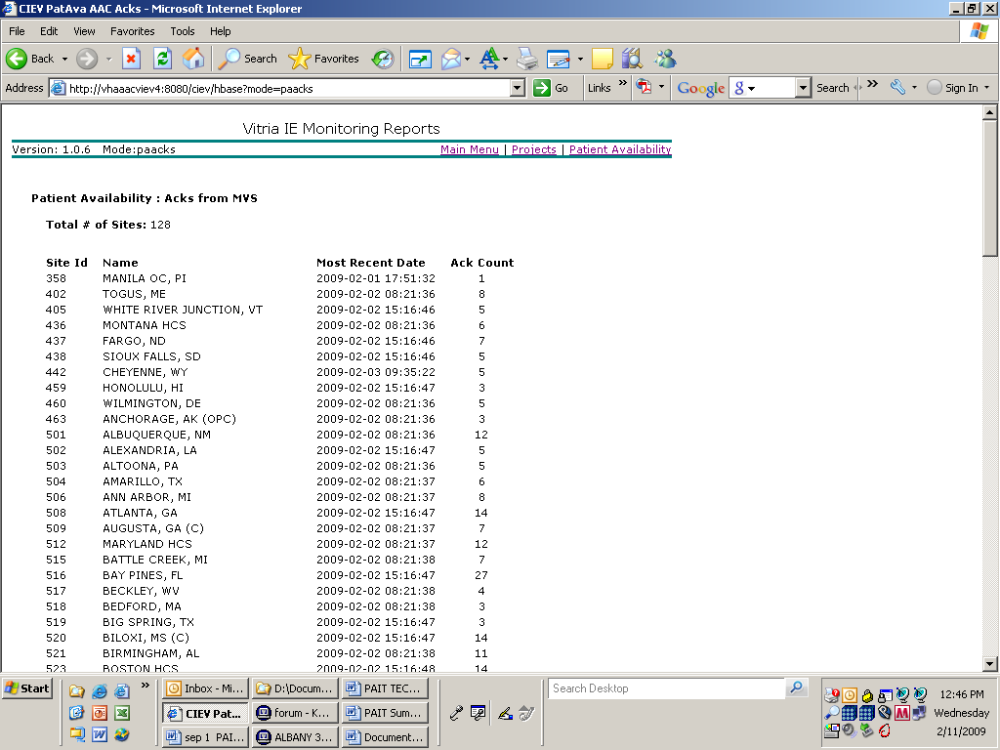 CIEV PatAva AAC Acks - Microsoft Internet Explorer
File Edit View Favorites Tools Help
Back Search Favorites
Address http://vhaaacviev4:8080/ciev/hbase?mode=paacks Go Links » Google g Search » Sign In
Vitria IE Monitoring Reports
Version: 1.0.6 Mode:paacks Main Menu | Projects | Patient Availability
Patient Availability : Acks from MVS
Total # of Sites: 128
Site Id Name Most Recent Date Ack Count
358 MANILA OC, PI 2009-02-01 17:51:32 1
402 TOGUS, ME 2009-02-02 08:21:36 8
405 WHITE RIVER JUNCTION, VT 2009-02-02 15:16:46 5
436 MONTANA HCS 2009-02-02 08:21:36 6
437 FARGO, ND 2009-02-02 15:16:46 7
438 SIOUX FALLS, SD 2009-02-02 15:16:46 5
442 CHEYENNE, WY 2009-02-03 09:35:22 5
459 HONOLULU, HI 2009-02-02 15:16:47 3
460 WILMINGTON, DE 2009-02-02 08:21:36 5
463 ANCHORAGE, AK (OPC) 2009-02-02 08:21:36 3
501 ALBUQUERQUE, NM 2009-02-02 08:21:36 12
502 ALEXANDRIA, LA 2009-02-02 15:16:47 5
503 ALTOONA, PA 2009-02-02 08:21:36 5
504 AMARILLO, TX 2009-02-02 08:21:37 6
506 ANN ARBOR, MI 2009-02-02 08:21:37 8
508 ATLANTA, GA 2009-02-02 15:16:47 14
509 AUGUSTA, GA (C) 2009-02-02 08:21:37 7
512 MARYLAND HCS 2009-02-02 08:21:37 12
515 BATTLE CREEK, MI 2009-02-02 08:21:38 7
516 BAY PINES, FL 2009-02-02 15:16:47 27
517 BECKLEY, WV 2009-02-02 08:21:38 4
518 BEDFORD, MA 2009-02-02 08:21:38 3
519 BIG SPRING, TX 2009-02-02 15:16:47 3
520 BILOXI, MS (C) 2009-02-02 15:16:47 14
521 BIRMINGHAM, AL 2009-02-02 08:21:38 11
523 BOSTON HCS 2009-02-02 15:16:48 14
Start » Inbox - Mi... D:\Docum... PAIT TEC... Search Desktop 12:46 PM
CIEV Pat... forum - K... PAIT Sum... Wednesday
sep 1 PAI... ALBANY 3... Document... 2/11/2009